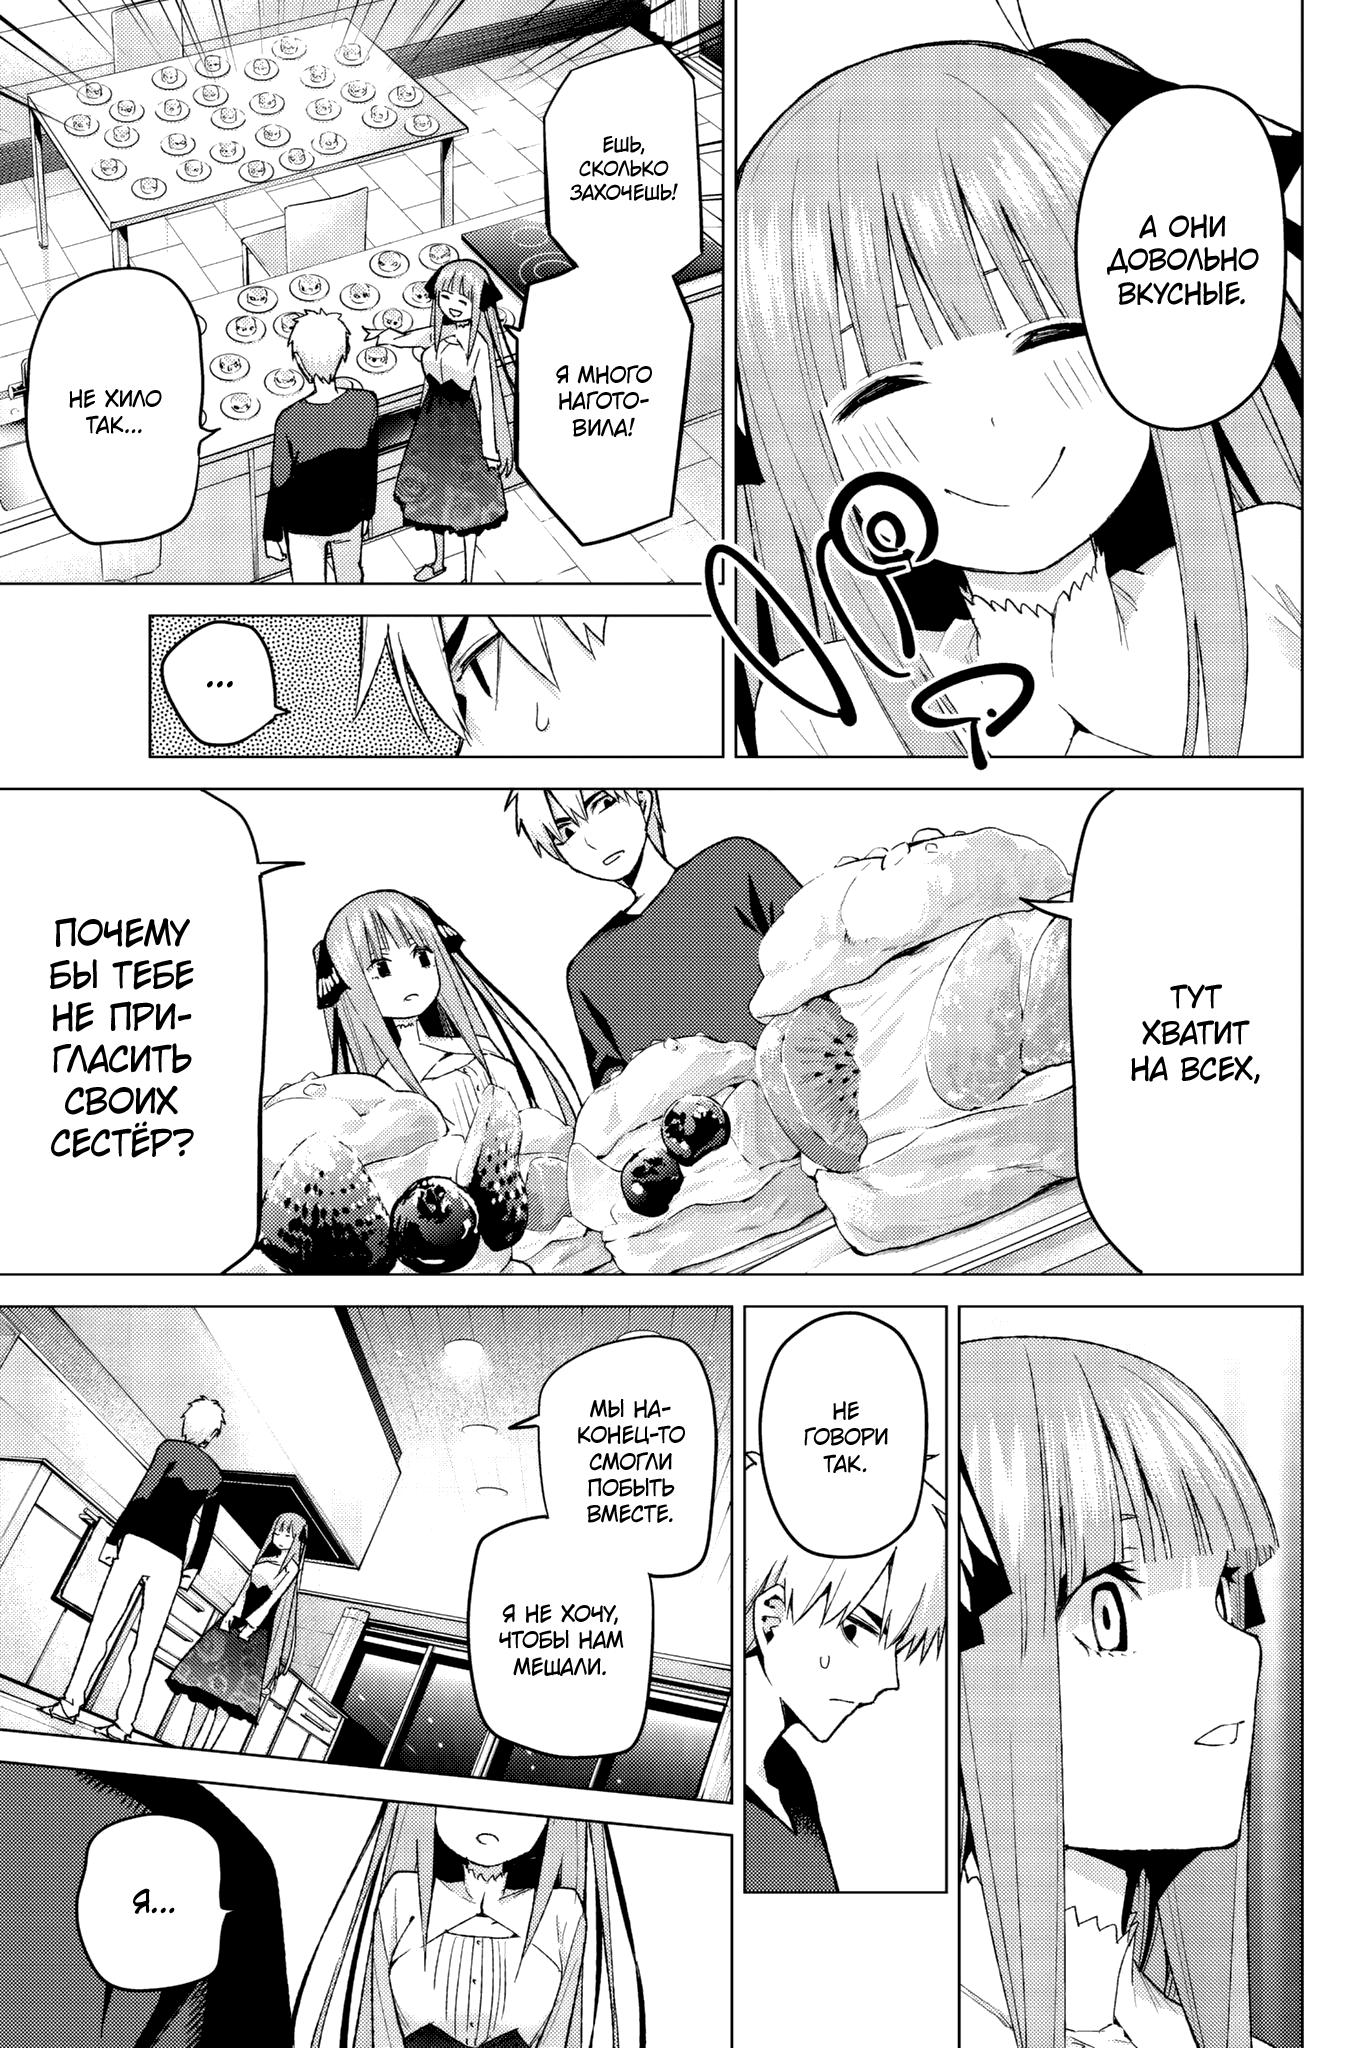 А ОНИ
ДОВОЛЬНО
ВКУСНЫЕ.
ЕШЬ,
СКОЛЬКО
ЗАХОЧЕШЬ!
Я МНОГО
НАГОТО-
ВИЛА!
НЕ ХИЛО
ТАК...
...
ТУТ
ХВАТИТ
НА ВСЕХ,
ПОЧЕМУ
БЫ ТЕБЕ
НЕ ПРИ-
ГЛАСИТЬ
СВОИХ
СЕСТЁР?
НЕ
ГОВОРИ
ТАК.
МЫ НА-
КОНЕЦ-ТО
СМОГЛИ
ПОБЫТЬ
ВМЕСТЕ.
Я НЕ ХОЧУ,
ЧТОБЫ НАМ
МЕШАЛИ.
Я...